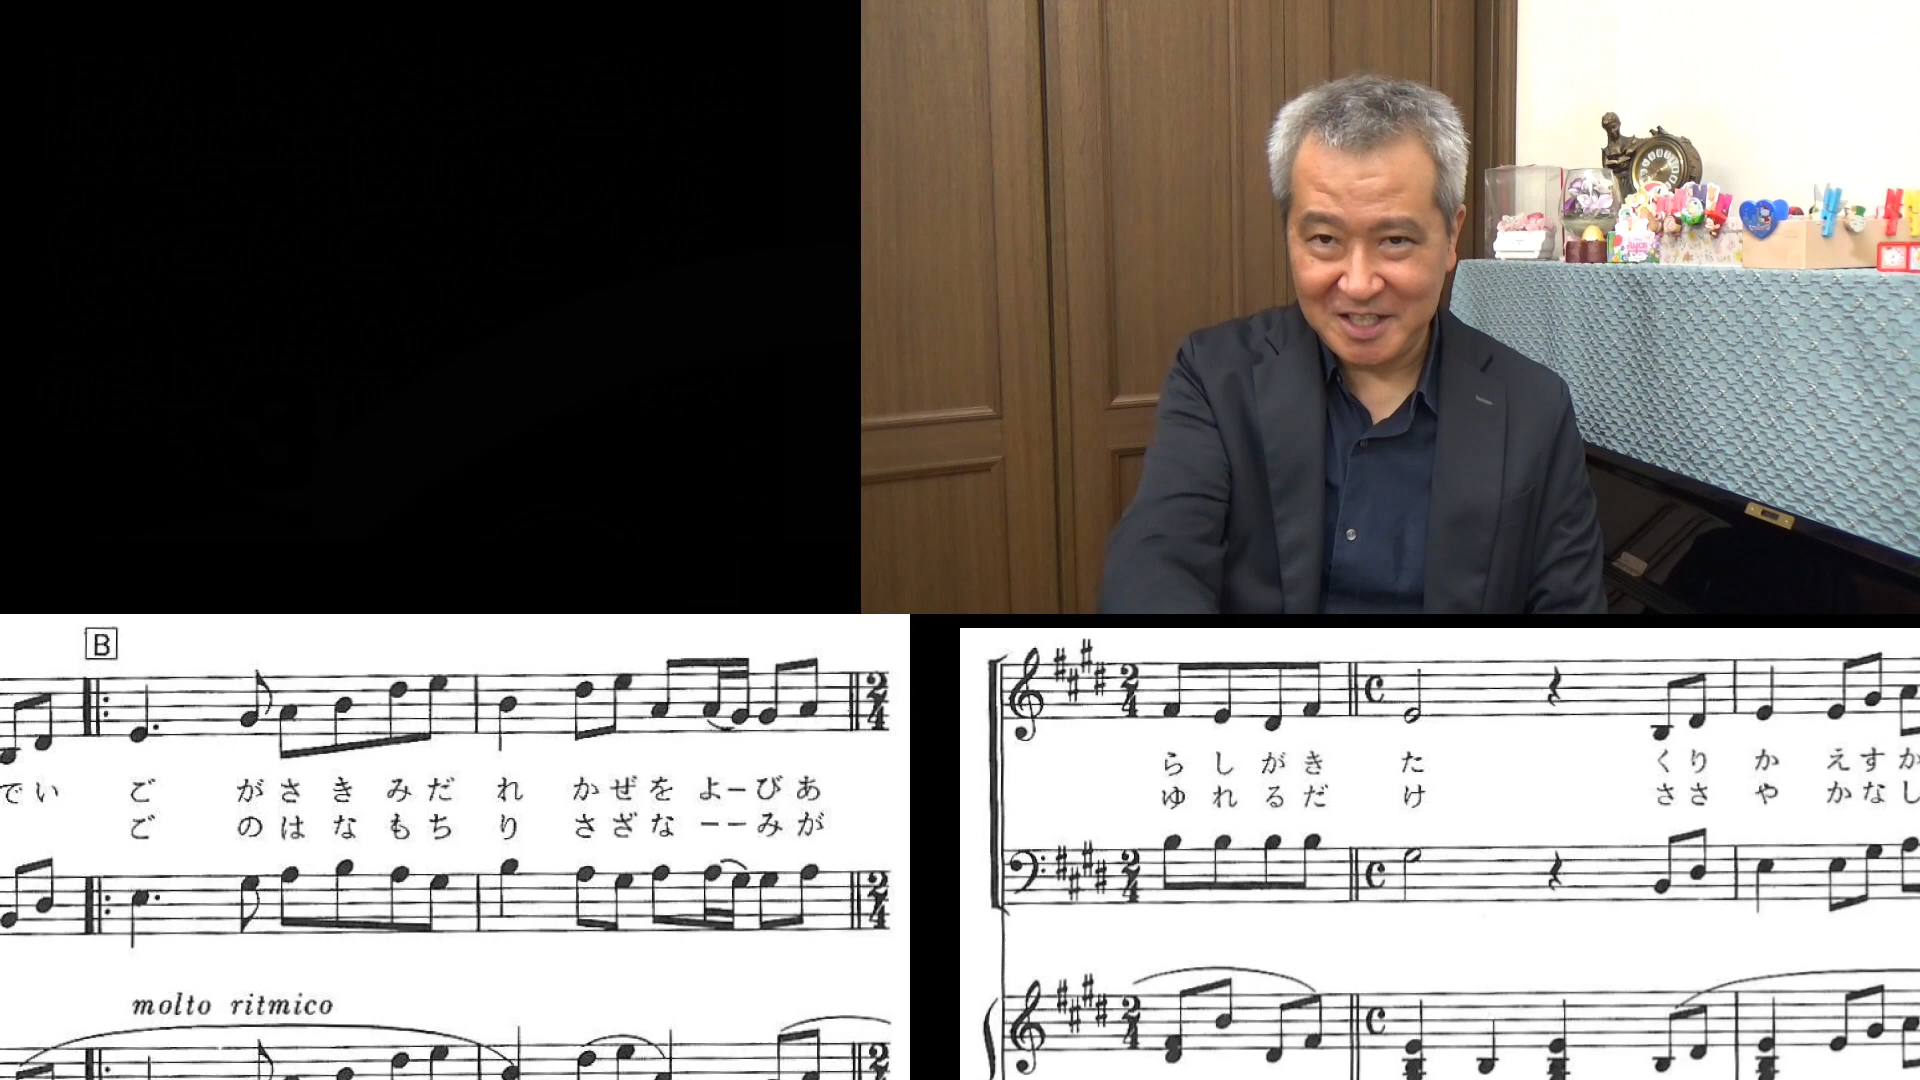 B
でい ご がさきみだ れ かぜを よーびあ
ご のはなもち り さざな ーーみが
molto ritmico
らしがき た くり か えすか
ゆれるだ け ささ や かなし